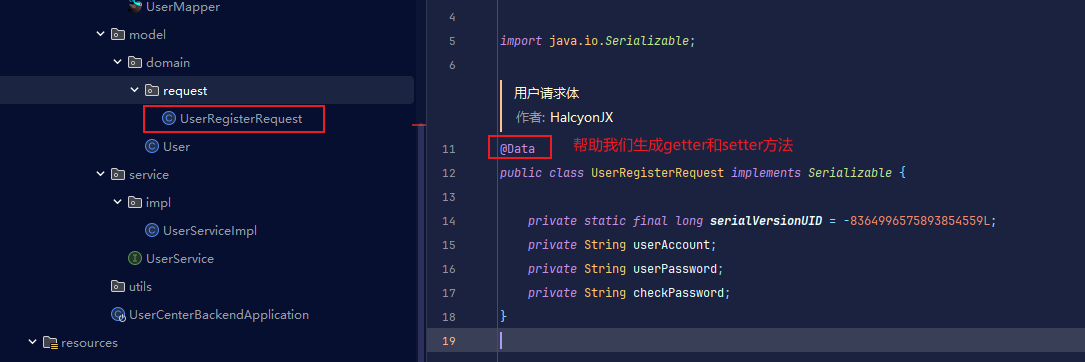 UserMapper
model
domain
request
UserRegisterRequest
User
service
impl
UserServiceImpl
UserService
utils
UserCenterBackendApplication
resources
4
5 import java.io.Serializable;
6
用户请求体
作者: HalcyonJX
11 @Data 帮助我们生成getter和setter方法
12 public class UserRegisterRequest implements Serializable {
13
14 private static final long serialVersionUID = -8364996575893854559L;
15 private String userAccount;
16 private String userPassword;
17 private String checkPassword;
18 }
19